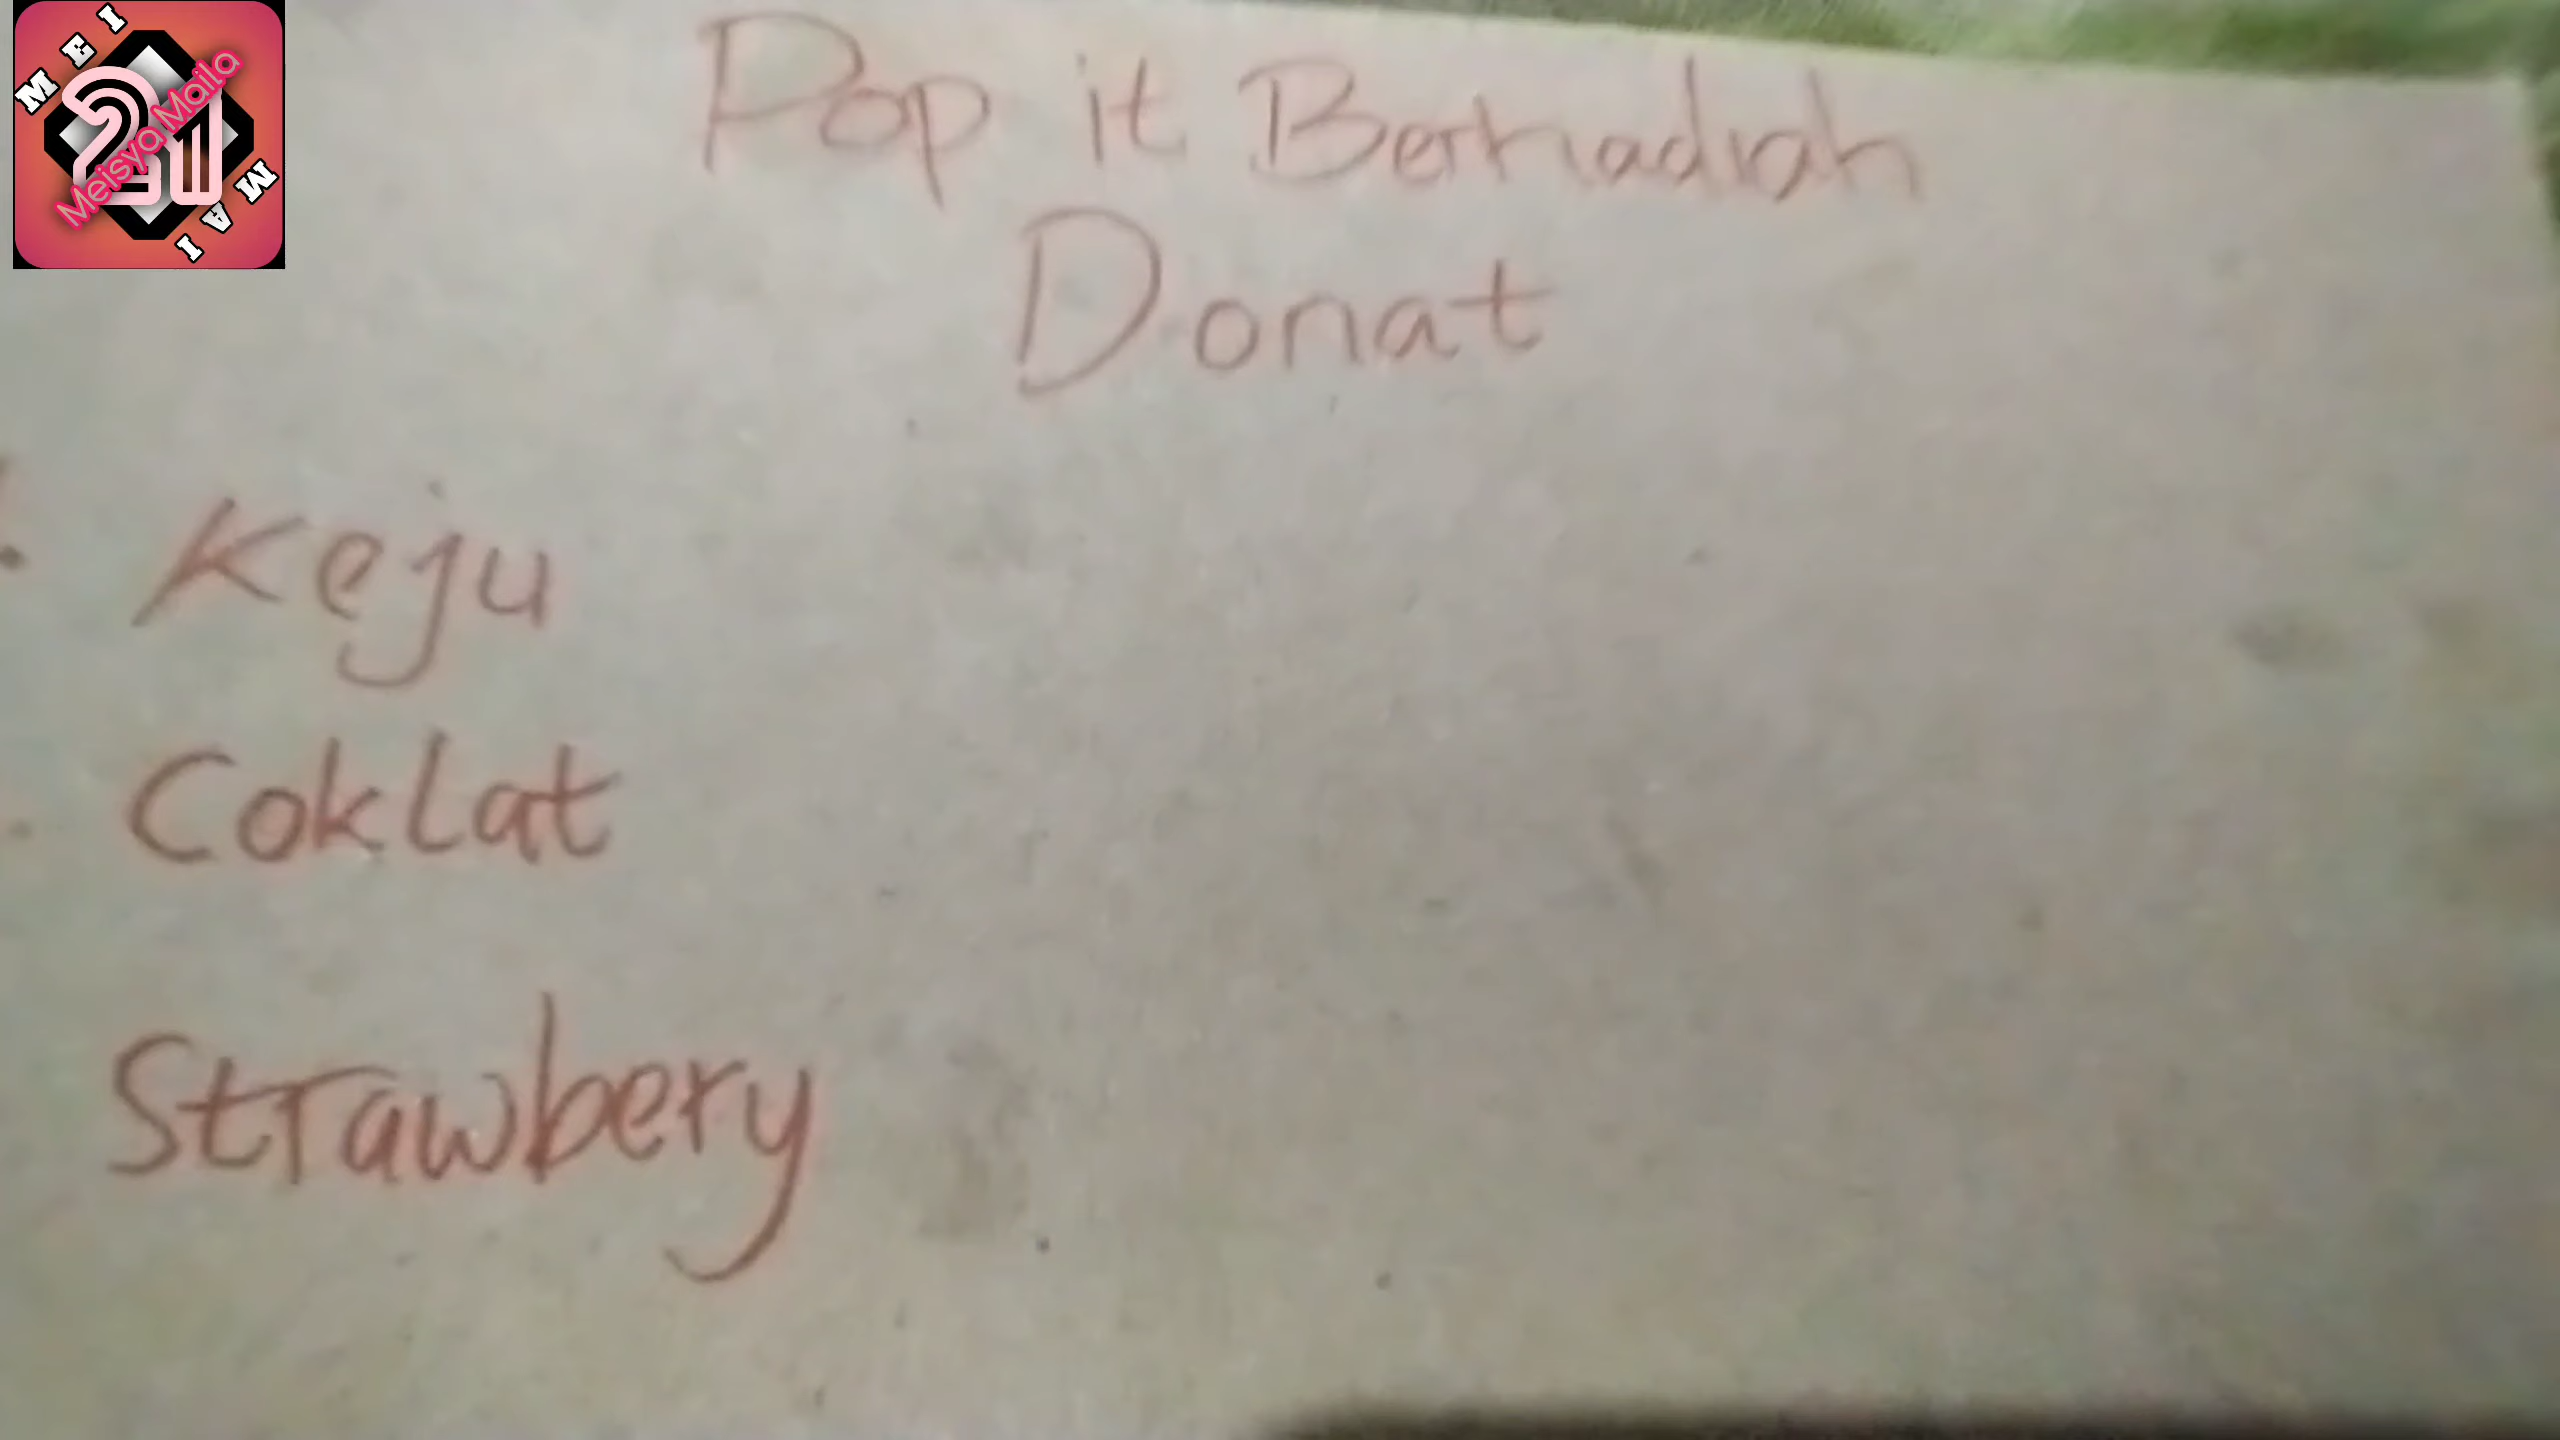 MEI
21
Meisya Maila
MAI
Pop it Berhadiah
Donat
Keju
Coklat
Strawbery